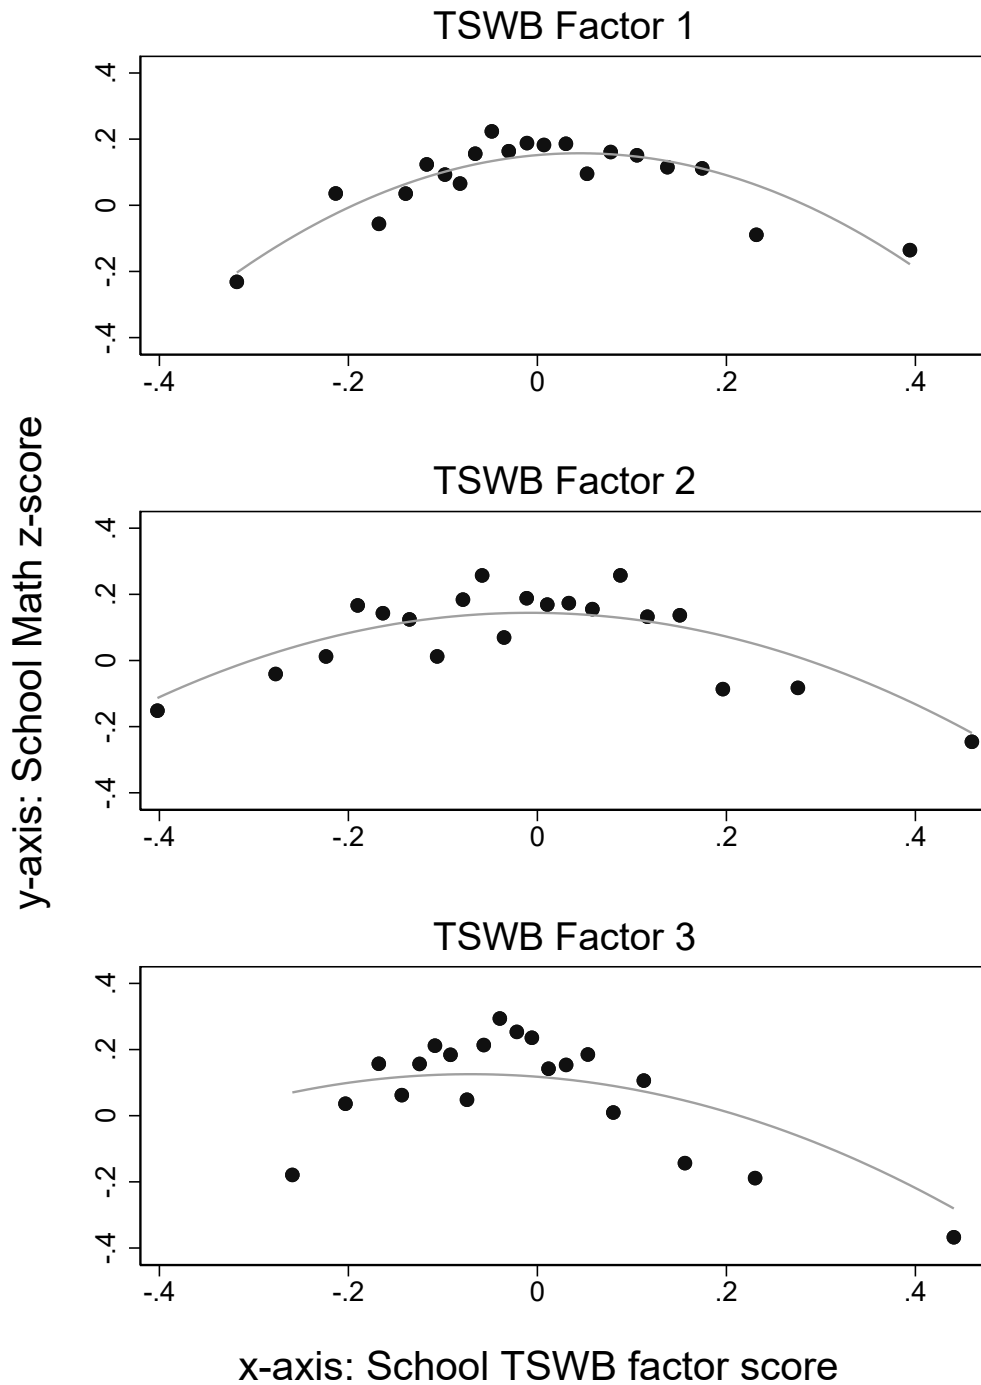 TSWB Factor 1
.4
.2
0
-.2
-.4
-.4 -.2 0 .2 .4
TSWB Factor 2
.4
.2
0
-.2
-.4
-.4 -.2 0 .2 .4
TSWB Factor 3
.4
.2
0
-.2
-.4
-.4 -.2 0 .2 .4
y-axis: School Math z-score
x-axis: School TSWB factor score